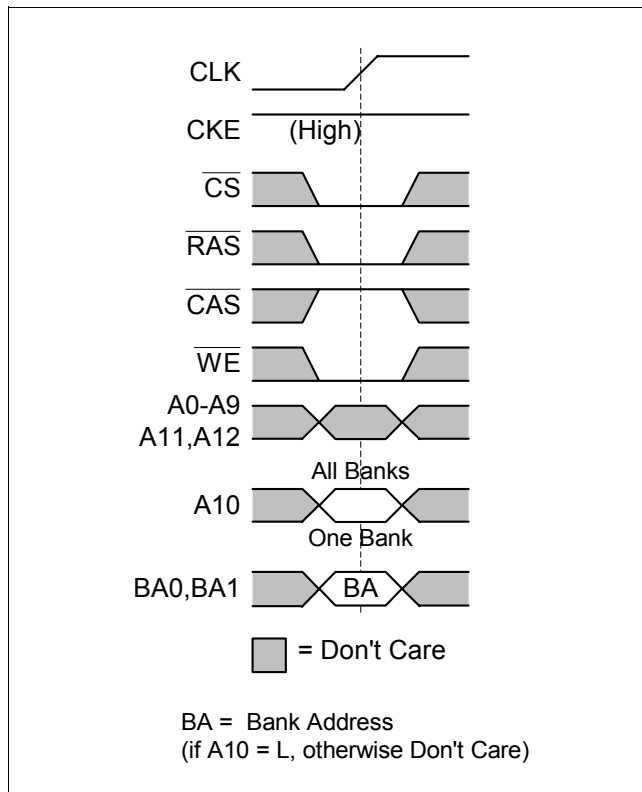 CLK
CKE (High)
CS
RAS
CAS
WE
A0-A9
A11,A12
All Banks
A10
One Bank
BA0,BA1 BA
= Don't Care
BA = Bank Address
(if A10 = L, otherwise Don't Care)